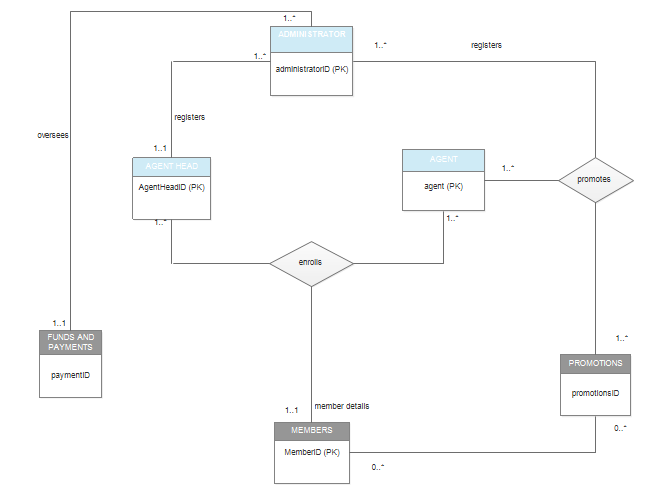 1..*
ADMINISTRATOR
1..*
registers
1..*
administratorID (PK)
registers
oversees
1..1
AGENT HEAD
AGENT
AgentHeadID (PK)
agent (PK)
1..*
promotes
1..*
1..*
enrolls
1..1
1..*
FUNDS AND
PAYMENTS
PROMOTIONS
paymentID
promotionsID
member details
1..1
0..*
MEMBERS
MemberID (PK)
0..*